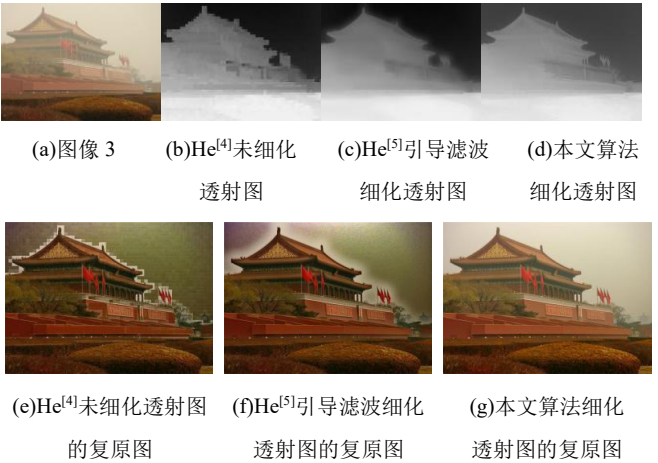 (a)图像 3 (b)He[4]未细化 (c)He[5]引导滤波 (d)本文算法
透射图 细化透射图 细化透射图
(e)He[4]未细化透射图 (f)He[5]引导滤波细化 (g)本文算法细化
的复原图 透射图的复原图 透射图的复原图